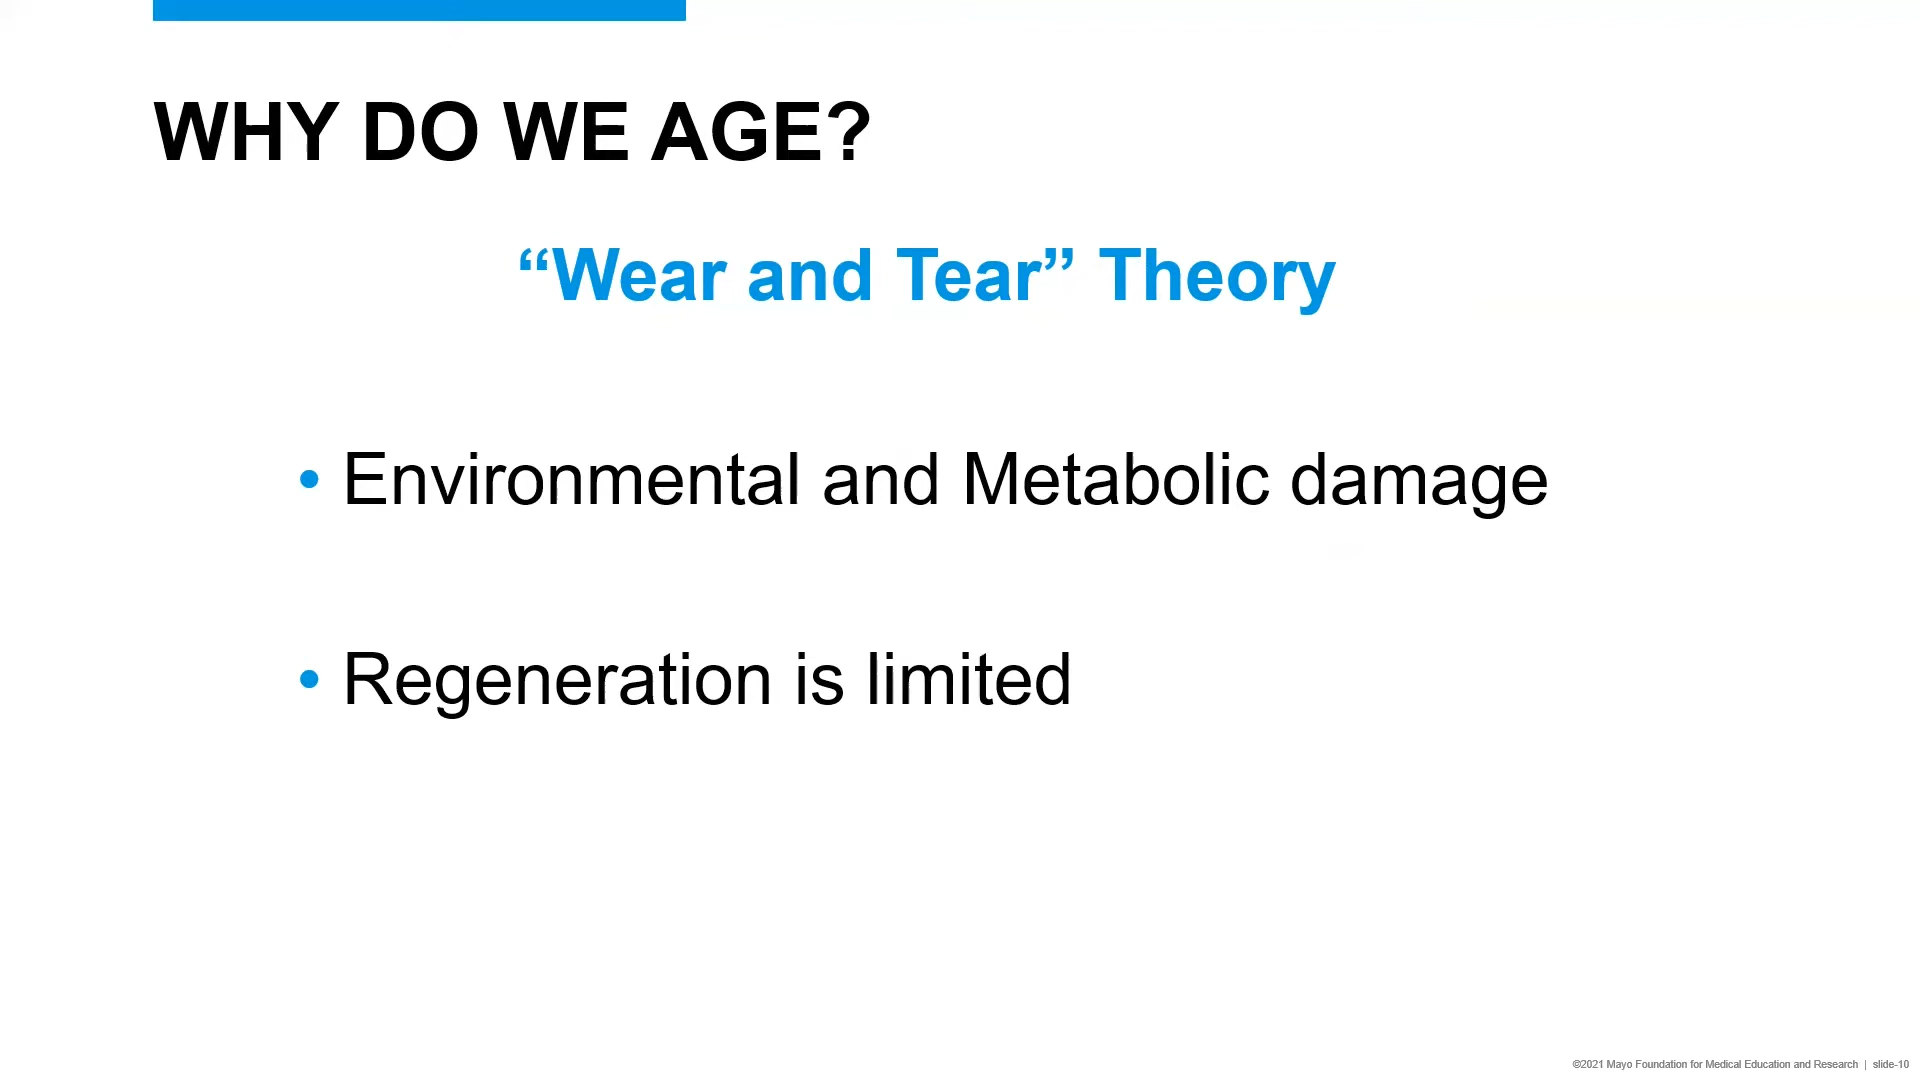 WHY DO WE AGE?
“Wear and Tear” Theory
• Environmental and Metabolic damage
• Regeneration is limited
©2021 Mayo Foundation for Medical Education and Research | slide-10